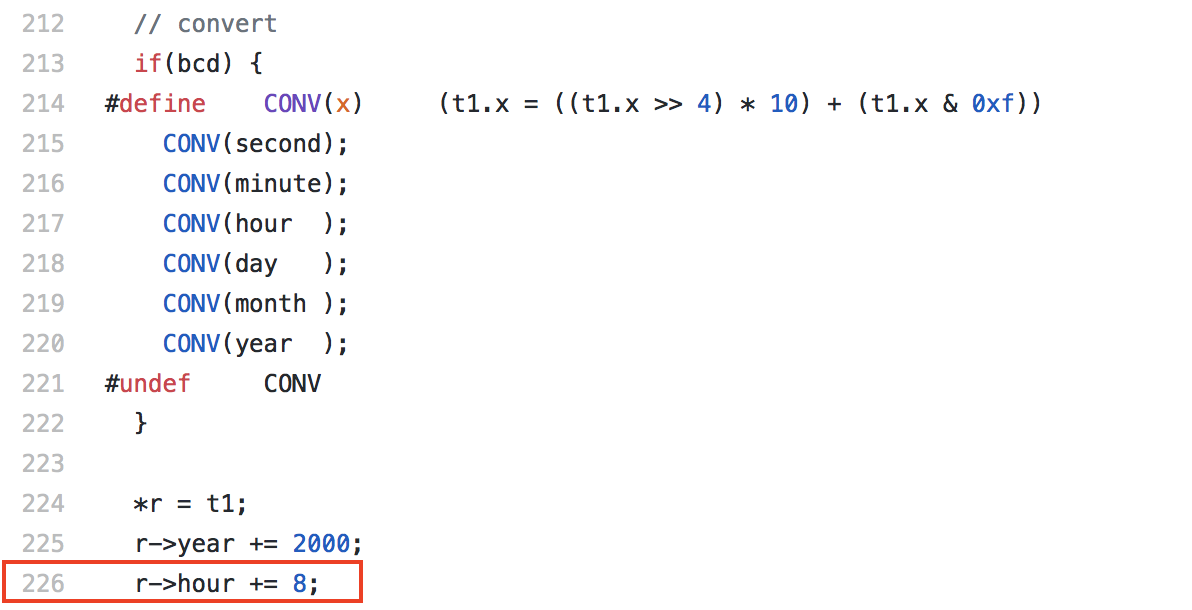 212     // convert
213     if(bcd) {
214   #define    CONV(x)     (t1.x = ((t1.x >> 4) * 10) + (t1.x & 0xf))
215       CONV(second);
216       CONV(minute);
217       CONV(hour  );
218       CONV(day   );
219       CONV(month );
220       CONV(year  );
221   #undef     CONV
222     }
223
224     *r = t1;
225     r->year += 2000;
226     r->hour += 8;